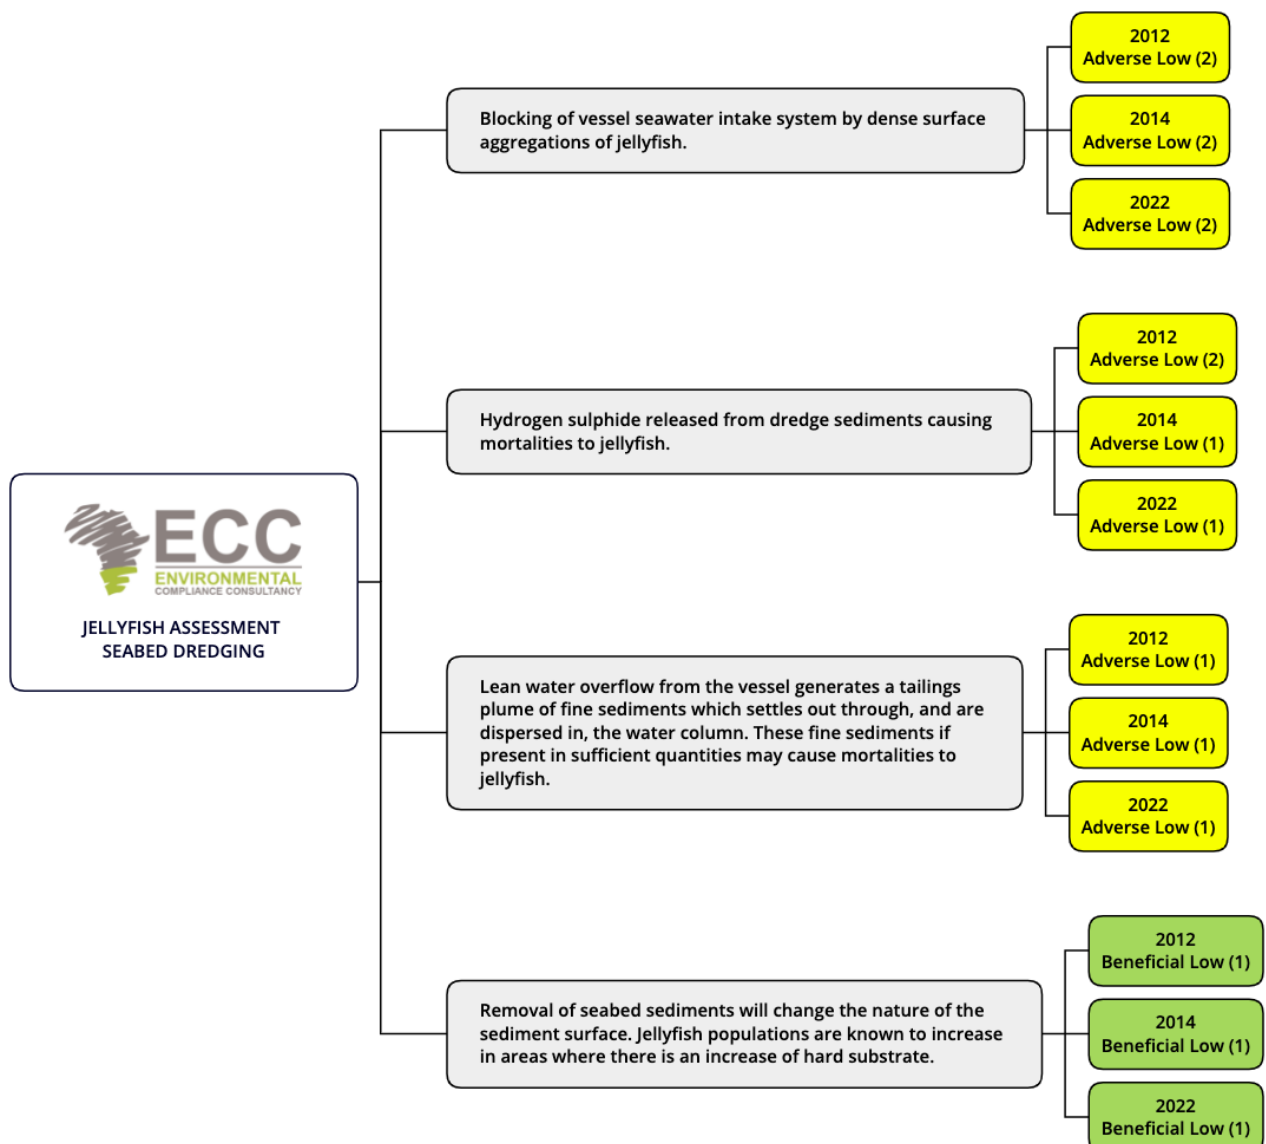 ECC
ENVIRONMENTAL
COMPLIANCE CONSULTANCY
JELLYFISH ASSESSMENT
SEABED DREDGING
Blocking of vessel seawater intake system by dense surface
aggregations of jellyfish.
2012
Adverse Low (2)
2014
Adverse Low (2)
2022
Adverse Low (2)
Hydrogen sulphide released from dredge sediments causing
mortalities to jellyfish.
2012
Adverse Low (2)
2014
Adverse Low (1)
2022
Adverse Low (1)
Lean water overflow from the vessel generates a tailings
plume of fine sediments which settles out through, and are
dispersed in, the water column. These fine sediments if
present in sufficient quantities may cause mortalities to
jellyfish.
2012
Adverse Low (1)
2014
Adverse Low (1)
2022
Adverse Low (1)
Removal of seabed sediments will change the nature of the
sediment surface. Jellyfish populations are known to increase
in areas where there is an increase of hard substrate.
2012
Beneficial Low (1)
2014
Beneficial Low (1)
2022
Beneficial Low (1)